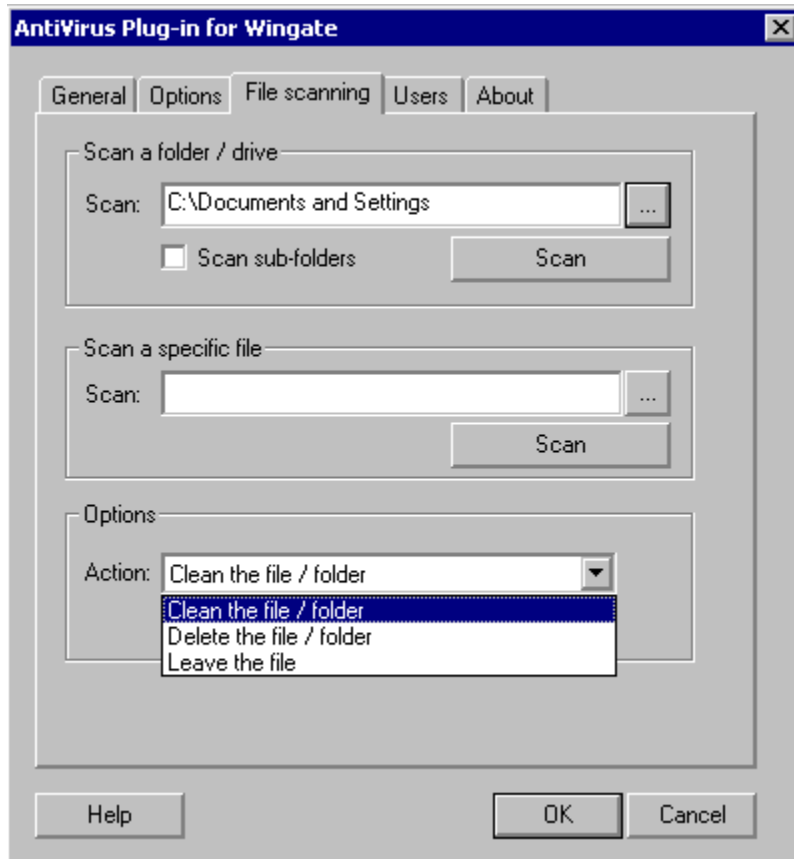 AntiVirus Plug-in for Wingate
General Options File scanning Users About
Scan a folder / drive
Scan: C:\Documents and Settings ...
Scan sub-folders Scan
Scan a specific file
Scan: ...
Scan
Options
Action: Clean the file / folder
Clean the file / folder
Delete the file / folder
Leave the file
Help OK Cancel